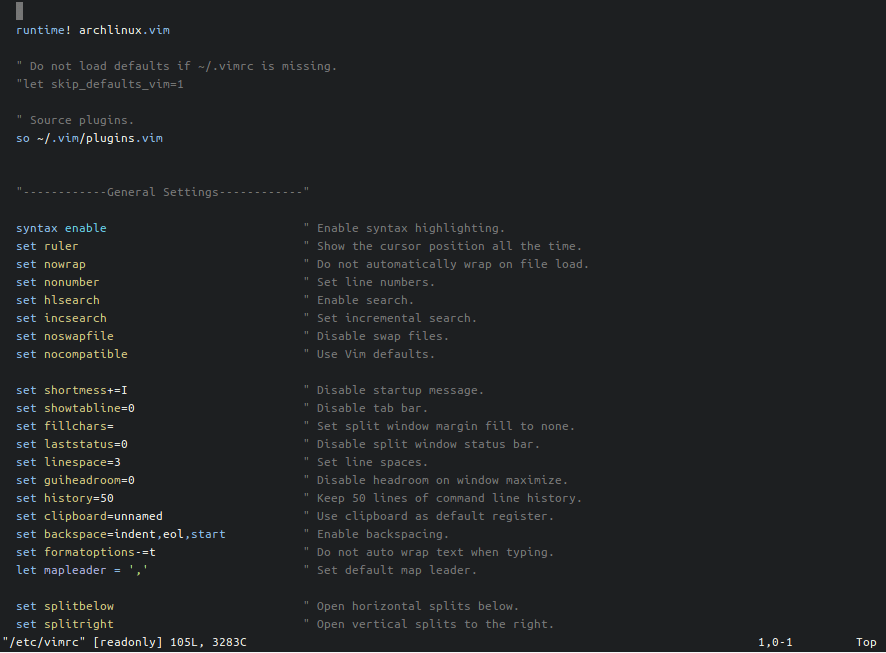 runtime! archlinux.vim
" Do not load defaults if ~/.vimrc is missing.
"let skip_defaults_vim=1
" Source plugins.
so ~/.vim/plugins.vim
"------------General Settings------------"
syntax enable " Enable syntax highlighting.
set ruler " Show the cursor position all the time.
set nowrap " Do not automatically wrap on file load.
set nonumber " Set line numbers.
set hlsearch " Enable search.
set incsearch " Set incremental search.
set noswapfile " Disable swap files.
set nocompatible " Use Vim defaults.
set shortmess+=I " Disable startup message.
set showtabline=0 " Disable tab bar.
set fillchars= " Set split window margin fill to none.
set laststatus=0 " Disable split window status bar.
set linespace=3 " Set line spaces.
set guiheadroom=0 " Disable headroom on window maximize.
set history=50 " Keep 50 lines of command line history.
set clipboard=unnamed " Use clipboard as default register.
set backspace=indent,eol,start " Enable backspacing.
set formatoptions-=t " Do not auto wrap text when typing.
let mapleader = ',' " Set default map leader.
set splitbelow " Open horizontal splits below.
set splitright " Open vertical splits to the right.
"/etc/vimrc" [readonly] 105L, 3283C 1,0-1 Top